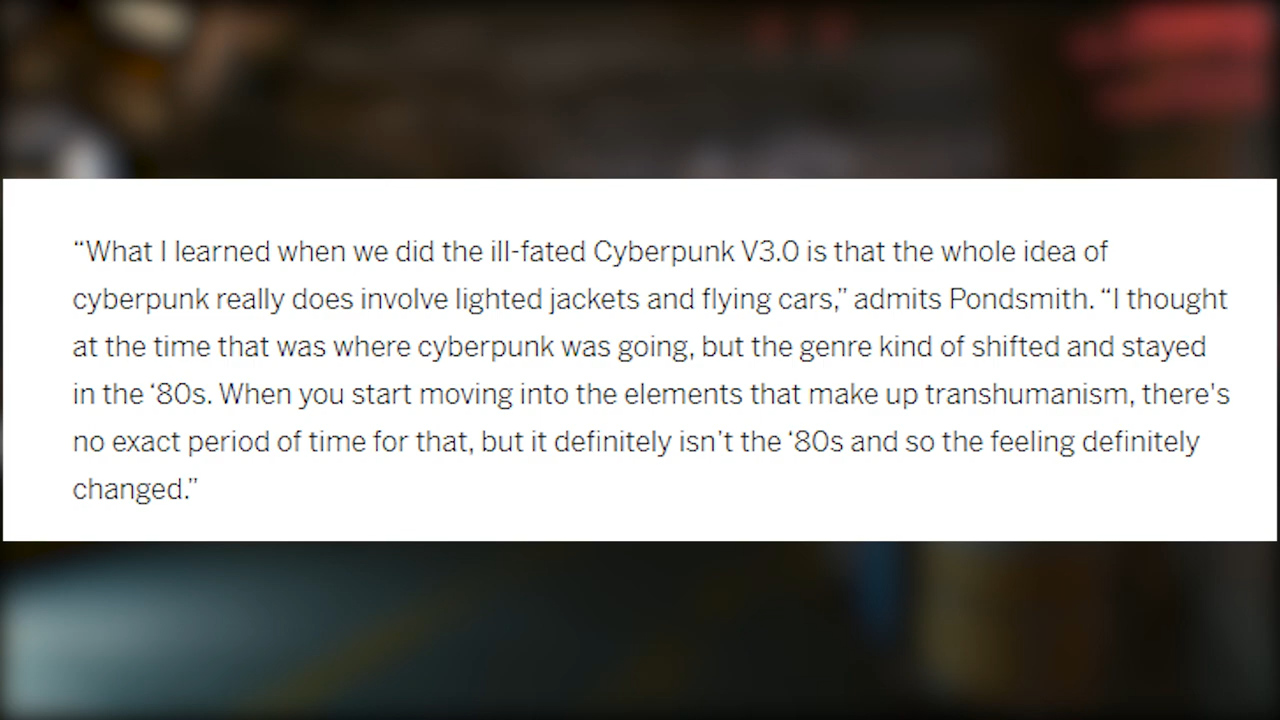 “What I learned when we did the ill-fated Cyberpunk V3.0 is that the whole idea of
cyberpunk really does involve lighted jackets and flying cars,” admits Pondsmith. “I thought
at the time that was where cyberpunk was going, but the genre kind of shifted and stayed
in the ‘80s. When you start moving into the elements that make up transhumanism, there's
no exact period of time for that, but it definitely isn’t the ‘80s and so the feeling definitely
changed.”